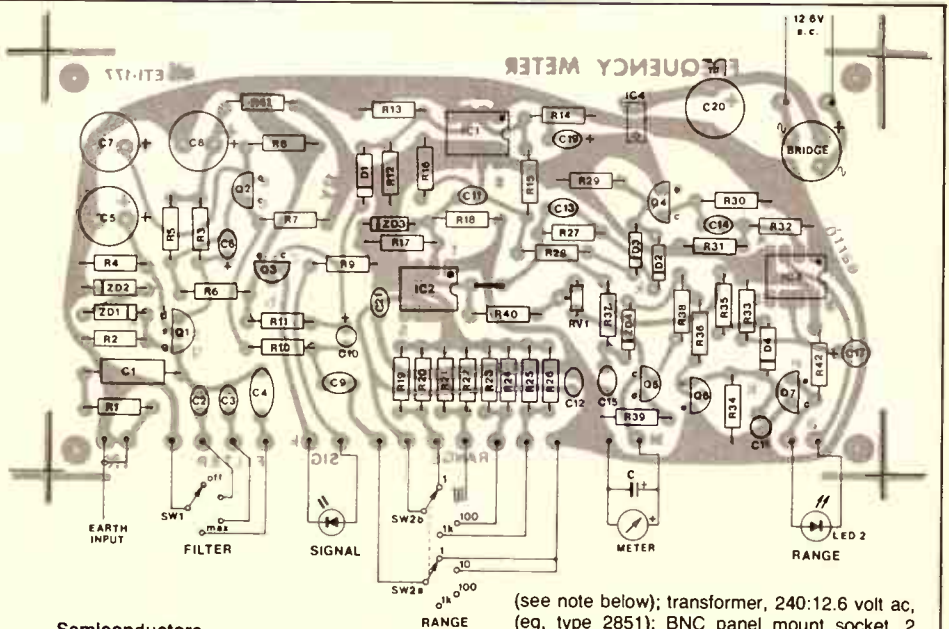 12.6V
a.c.
ETI-177
FREQUENCY METER
R13
IC1
R14
IC4
C20
C7
C8
R8
C19
BRIDGE
Q2
D1
R12
R16
R15
R29
Q4
R30
C5
R5
R3
C6
R7
C11
C13
C14
R32
ZD3
R18
R27
R31
R17
R28
D3
D2
R4
Q3
R9
ZD2
R6
IC2
ZD1
C21
R40
RV1
R37
ZD4
R38
R36
R35
R33
R2
Q1
R11
C10
D4
R42
C17
R10
C1
R19
R20
R21
R22
R23
R24
R25
R26
C12
C15
Q5
Q6
R34
Q7
C9
R1
C2
C3
C4
R39
FILTER
SIG
RANGE
EARTH
INPUT
SW1
off
max
FILTER
SIGNAL
SW2b
1
100
1k
SW2a
1
10
100
1k
RANGE
C
METER
LED 2
RANGE
Semiconductors
(see note below); transformer, 240:12.6 volt ac,
(eg, type 2851); BNC panel mount socket, 2